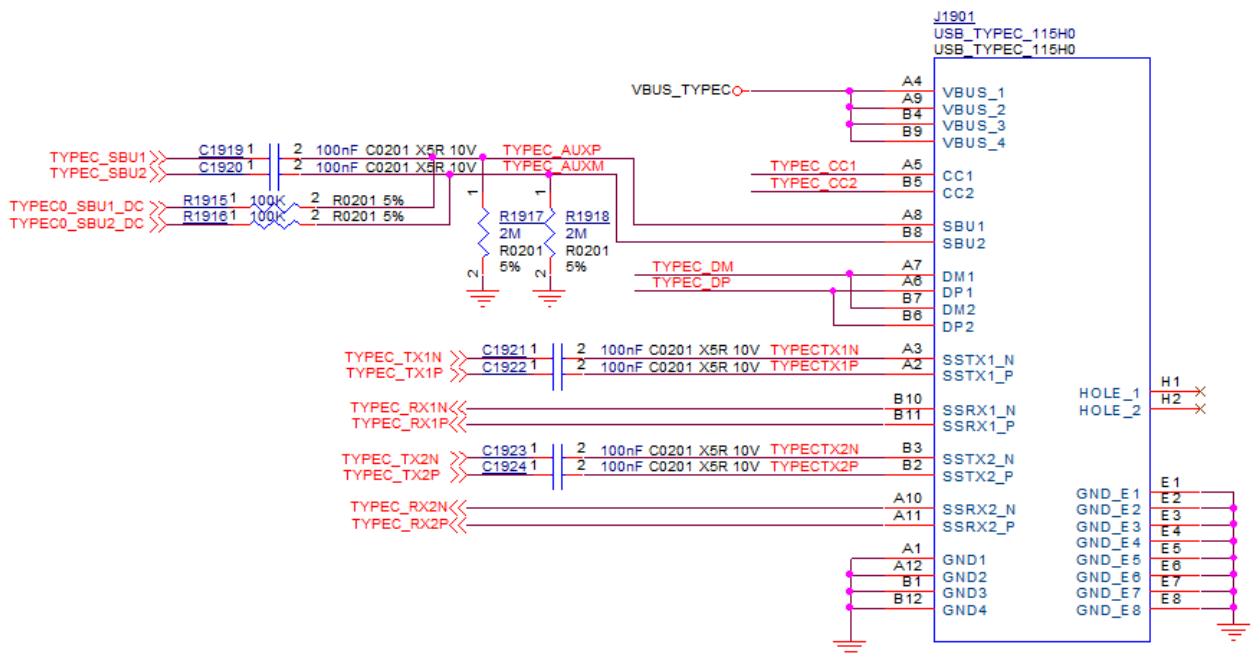 J1901
USB_TYPEC_115H0
USB_TYPEC_115H0
VBUS_TYPEC
A4 VBUS_1
A9 VBUS_2
B4 VBUS_3
B9 VBUS_4
TYPEC_SBU1 C1919 1 2 100nF C0201 X5R 10V TYPEC_AUXP
TYPEC_SBU2 C1920 1 2 100nF C0201 X5R 10V TYPEC_AUXM
TYPEC_CC1 A5 CC1
TYPEC_CC2 B5 CC2
TYPEC0_SBU1_DC R1915 1 100K 2 R0201 5%
TYPEC0_SBU2_DC R1916 1 100K 2 R0201 5%
1 R1917 2M R0201 5% 2
1 R1918 2M R0201 5% 2
A8 SBU1
B8 SBU2
TYPEC_DM A7 DM1
TYPEC_DP A6 DP1
B7 DM2
B6 DP2
TYPEC_TX1N C1921 1 2 100nF C0201 X5R 10V TYPECTX1N A3 SSTX1_N
TYPEC_TX1P C1922 1 2 100nF C0201 X5R 10V TYPECTX1P A2 SSTX1_P
TYPEC_RX1N B10 SSRX1_N
TYPEC_RX1P B11 SSRX1_P
HOLE_1 H1
HOLE_2 H2
TYPEC_TX2N C1923 1 2 100nF C0201 X5R 10V TYPECTX2N B3 SSTX2_N
TYPEC_TX2P C1924 1 2 100nF C0201 X5R 10V TYPECTX2P B2 SSTX2_P
TYPEC_RX2N A10 SSRX2_N
TYPEC_RX2P A11 SSRX2_P
GND_E1 E1
GND_E2 E2
GND_E3 E3
GND_E4 E4
GND_E5 E5
GND_E6 E6
GND_E7 E7
GND_E8 E8
A1 GND1
A12 GND2
B1 GND3
B12 GND4